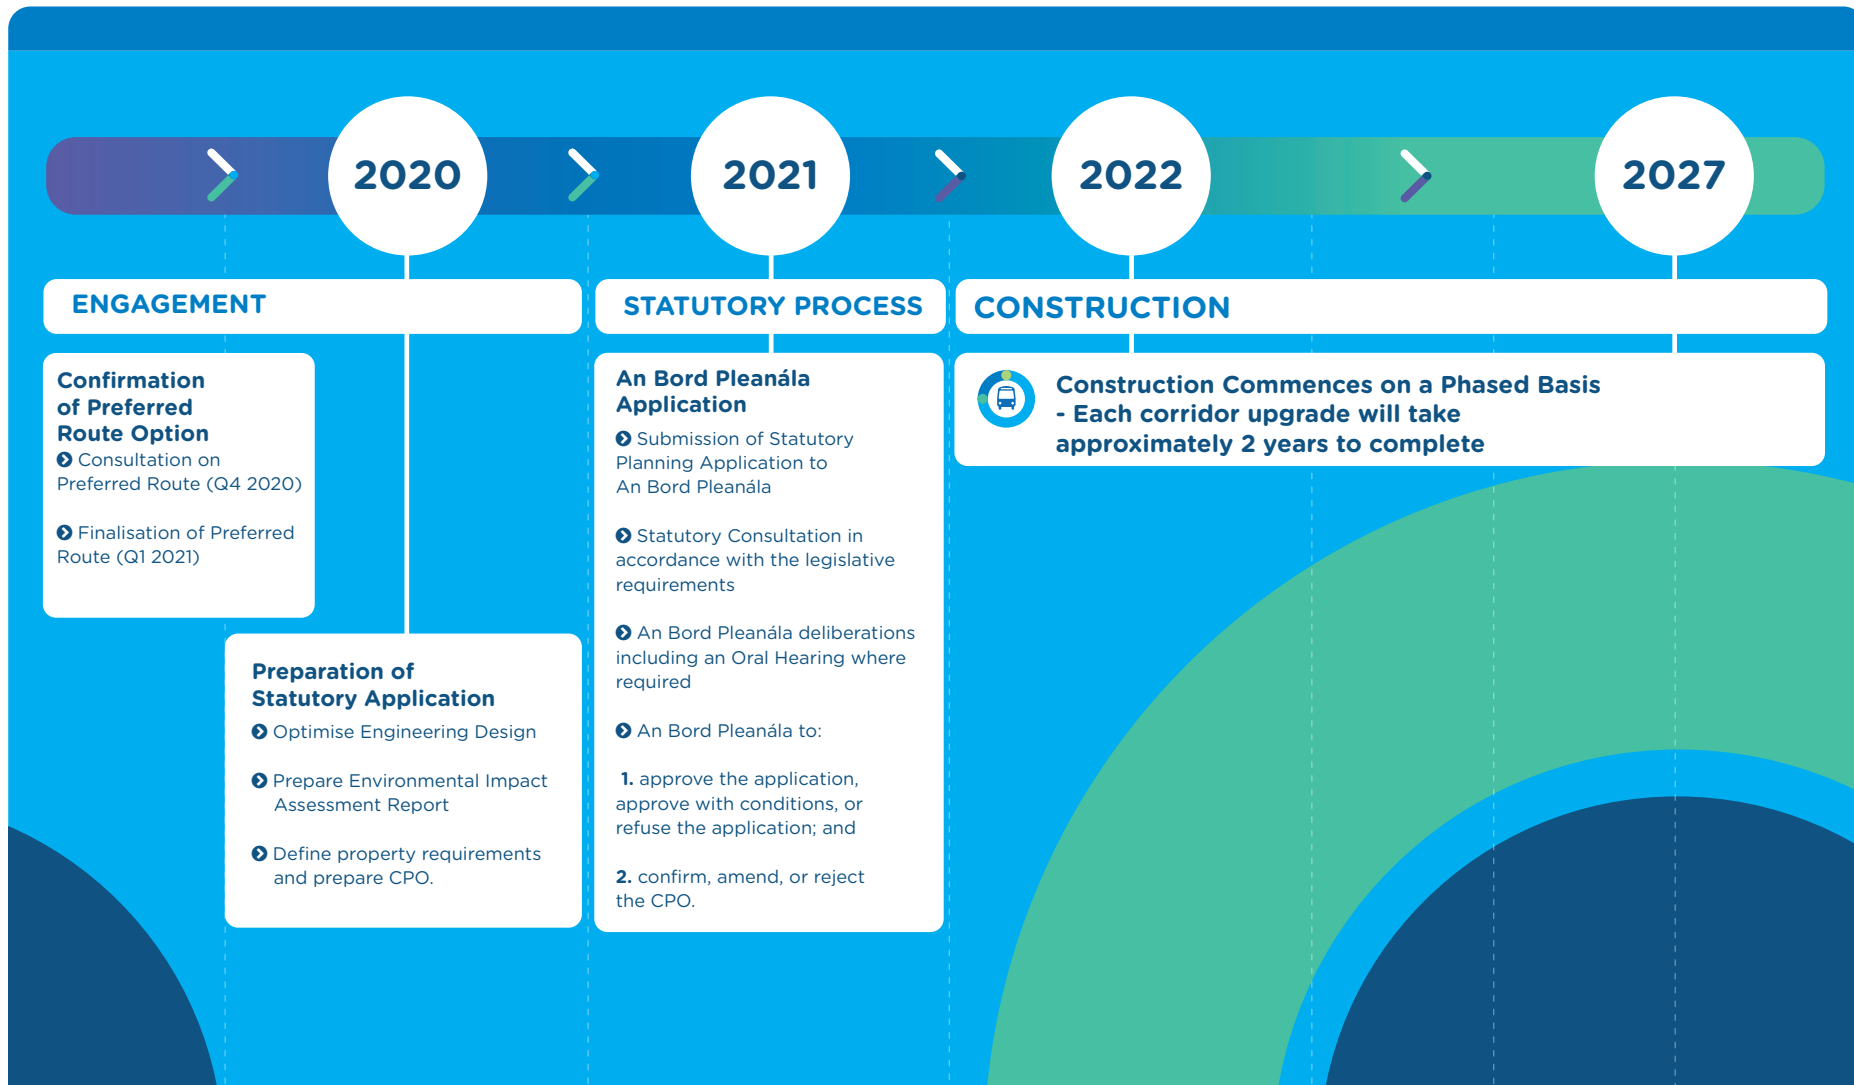 2020
2021
2022
2027
ENGAGEMENT
STATUTORY PROCESS
CONSTRUCTION
Confirmation
of Preferred
Route Option
Consultation on
Preferred Route (Q4 2020)
Finalisation of Preferred
Route (Q1 2021)
Preparation of
Statutory Application
Optimise Engineering Design
Prepare Environmental Impact
Assessment Report
Define property requirements
and prepare CPO.
An Bord Pleanála
Application
Submission of Statutory
Planning Application to
An Bord Pleanála
Statutory Consultation in
accordance with the legislative
requirements
An Bord Pleanála deliberations
including an Oral Hearing where
required
An Bord Pleanála to:
1. approve the application,
approve with conditions, or
refuse the application; and
2. confirm, amend, or reject
the CPO.
Construction Commences on a Phased Basis
- Each corridor upgrade will take
approximately 2 years to complete